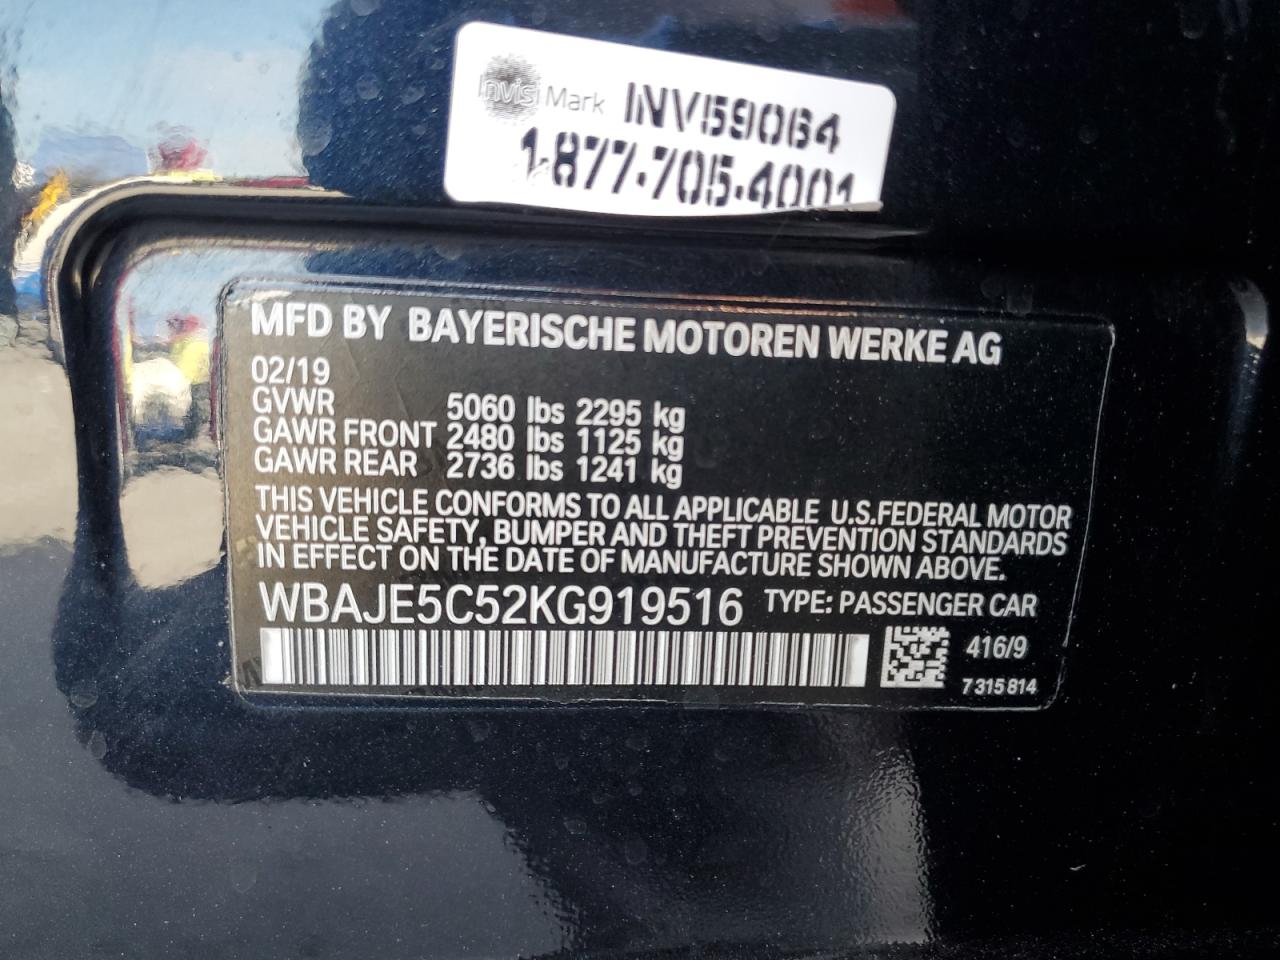 invis Mark INV59064
1-877-705-4001
MFD BY BAYERISCHE MOTOREN WERKE AG
02/19
GVWR 5060 lbs 2295 kg
GAWR FRONT 2480 lbs 1125 kg
GAWR REAR 2736 lbs 1241 kg
THIS VEHICLE CONFORMS TO ALL APPLICABLE U.S.FEDERAL MOTOR
VEHICLE SAFETY, BUMPER AND THEFT PREVENTION STANDARDS
IN EFFECT ON THE DATE OF MANUFACTURE SHOWN ABOVE.
WBAJE5C52KG919516 TYPE: PASSENGER CAR
416/9
7 315 814